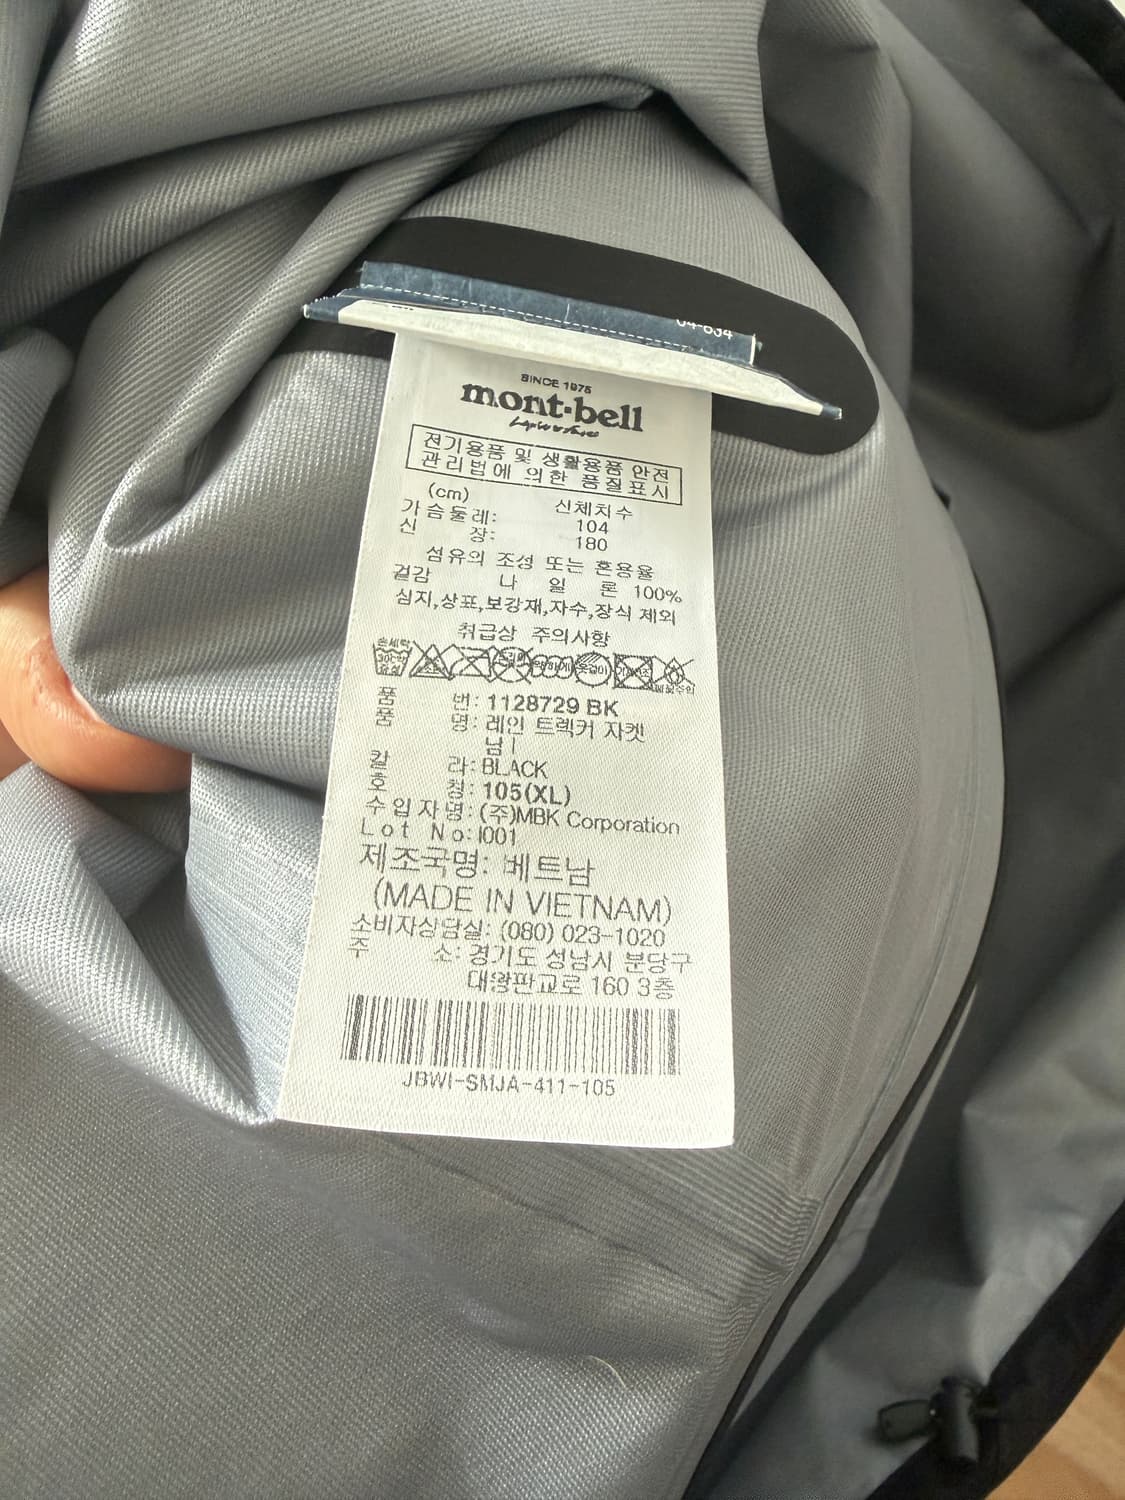 04-634
SINCE 1975
mont·bell
전기용품 및 생활용품 안전
관리법에 의한 품질표시
(cm) 신체치수
가슴둘레: 104
신 장: 180
섬유의 조성 또는 혼용율
겉감 나 일 론 100%
심지,상표,보강재,자수,장식 제외
취급상 주의사항
손세탁
품 번: 1128729 BK
품 명: 레인 트렉커 자켓
남
칼 라: BLACK
호 칭: 105(XL)
수입자명: (주)MBK Corporation
Lot No: I001
제조국명: 베트남
(MADE IN VIETNAM)
소비자상담실: (080) 023-1020
주 소: 경기도 성남시 분당구
대왕판교로 160 3층
JBWI-SMJA-411-105